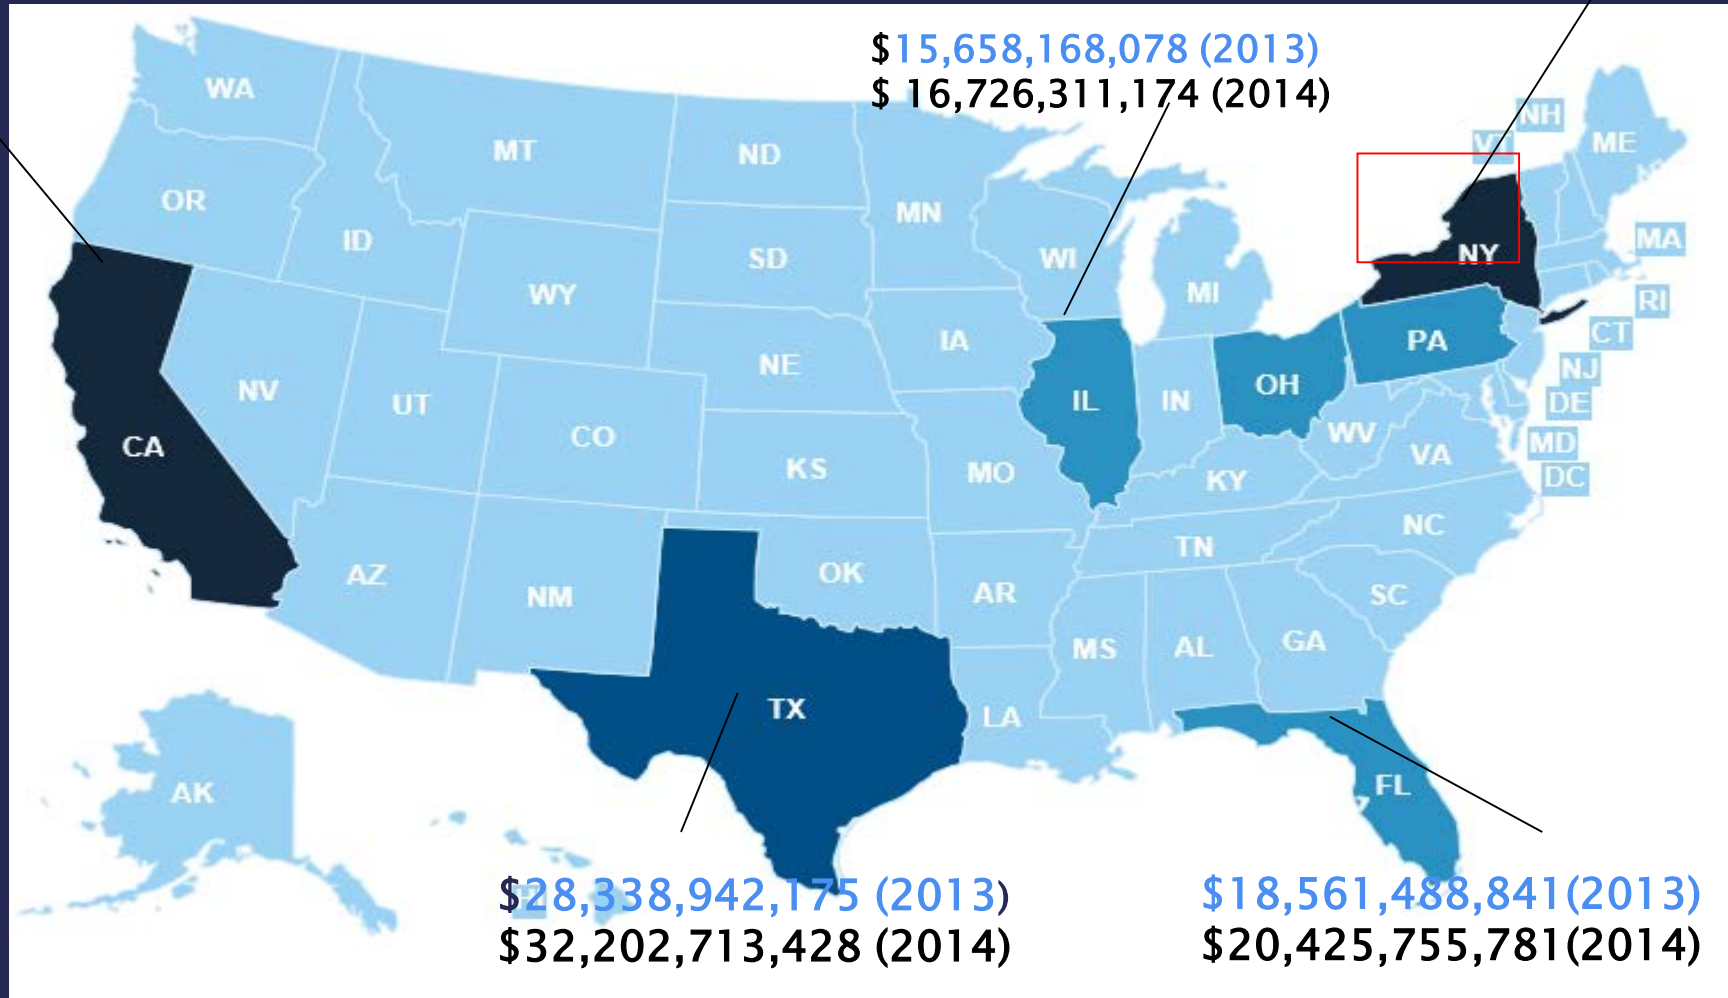 $15,658,168,078 (2013)
$ 16,726,311,174 (2014)
WA
MT
ND
MN
OR
ID
SD
WI
WY
MI
NH
VT
ME
NY
MA
RI
CT
NJ
DE
MD
DC
NV
UT
CO
NE
IA
KS
MO
IL
IN
OH
PA
WV
VA
KY
CA
AZ
NM
OK
AR
TN
NC
SC
MS
AL
GA
TX
LA
FL
AK
$28,338,942,175 (2013)
$32,202,713,428 (2014)
$18,561,488,841(2013)
$20,425,755,781(2014)